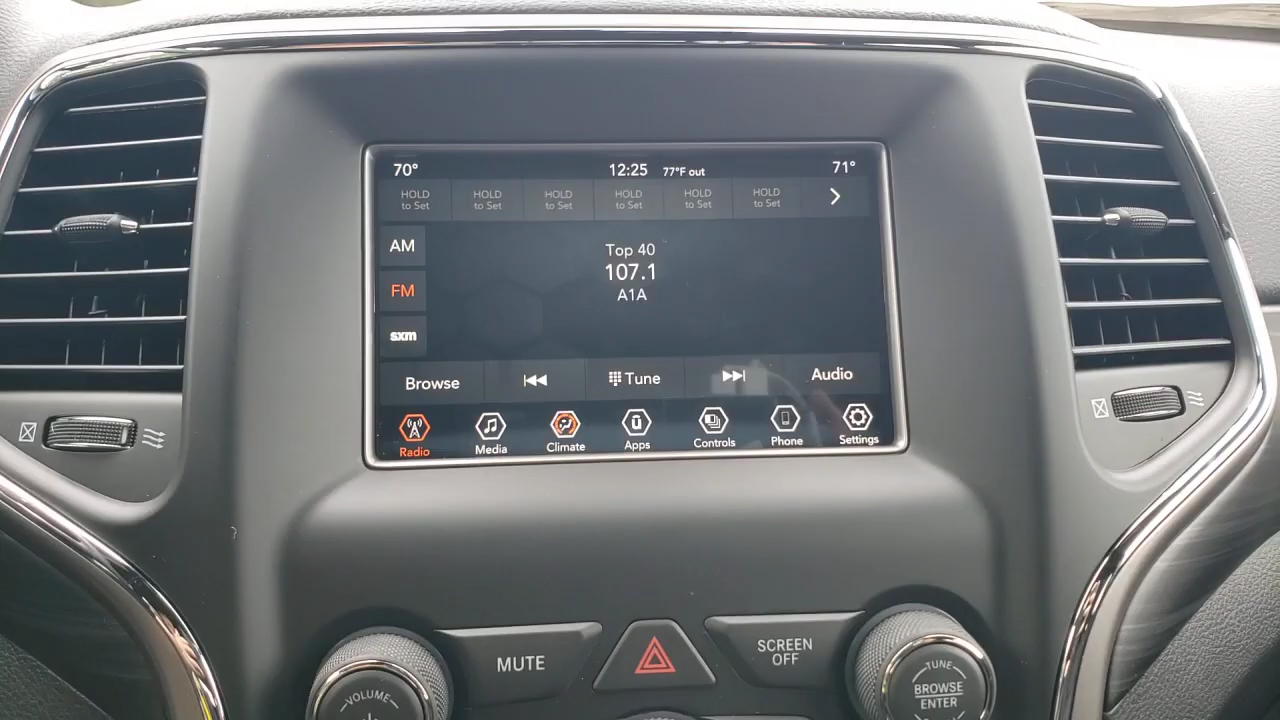 70° 12:25 77°F out 71°
HOLD to Set HOLD to Set HOLD to Set HOLD to Set HOLD to Set HOLD to Set
AM
Top 40
107.1
FM
A1A
sxm
Browse Tune Audio
Radio Media Climate Apps Controls Phone Settings
MUTE
SCREEN
OFF
VOLUME
TUNE
BROWSE
ENTER